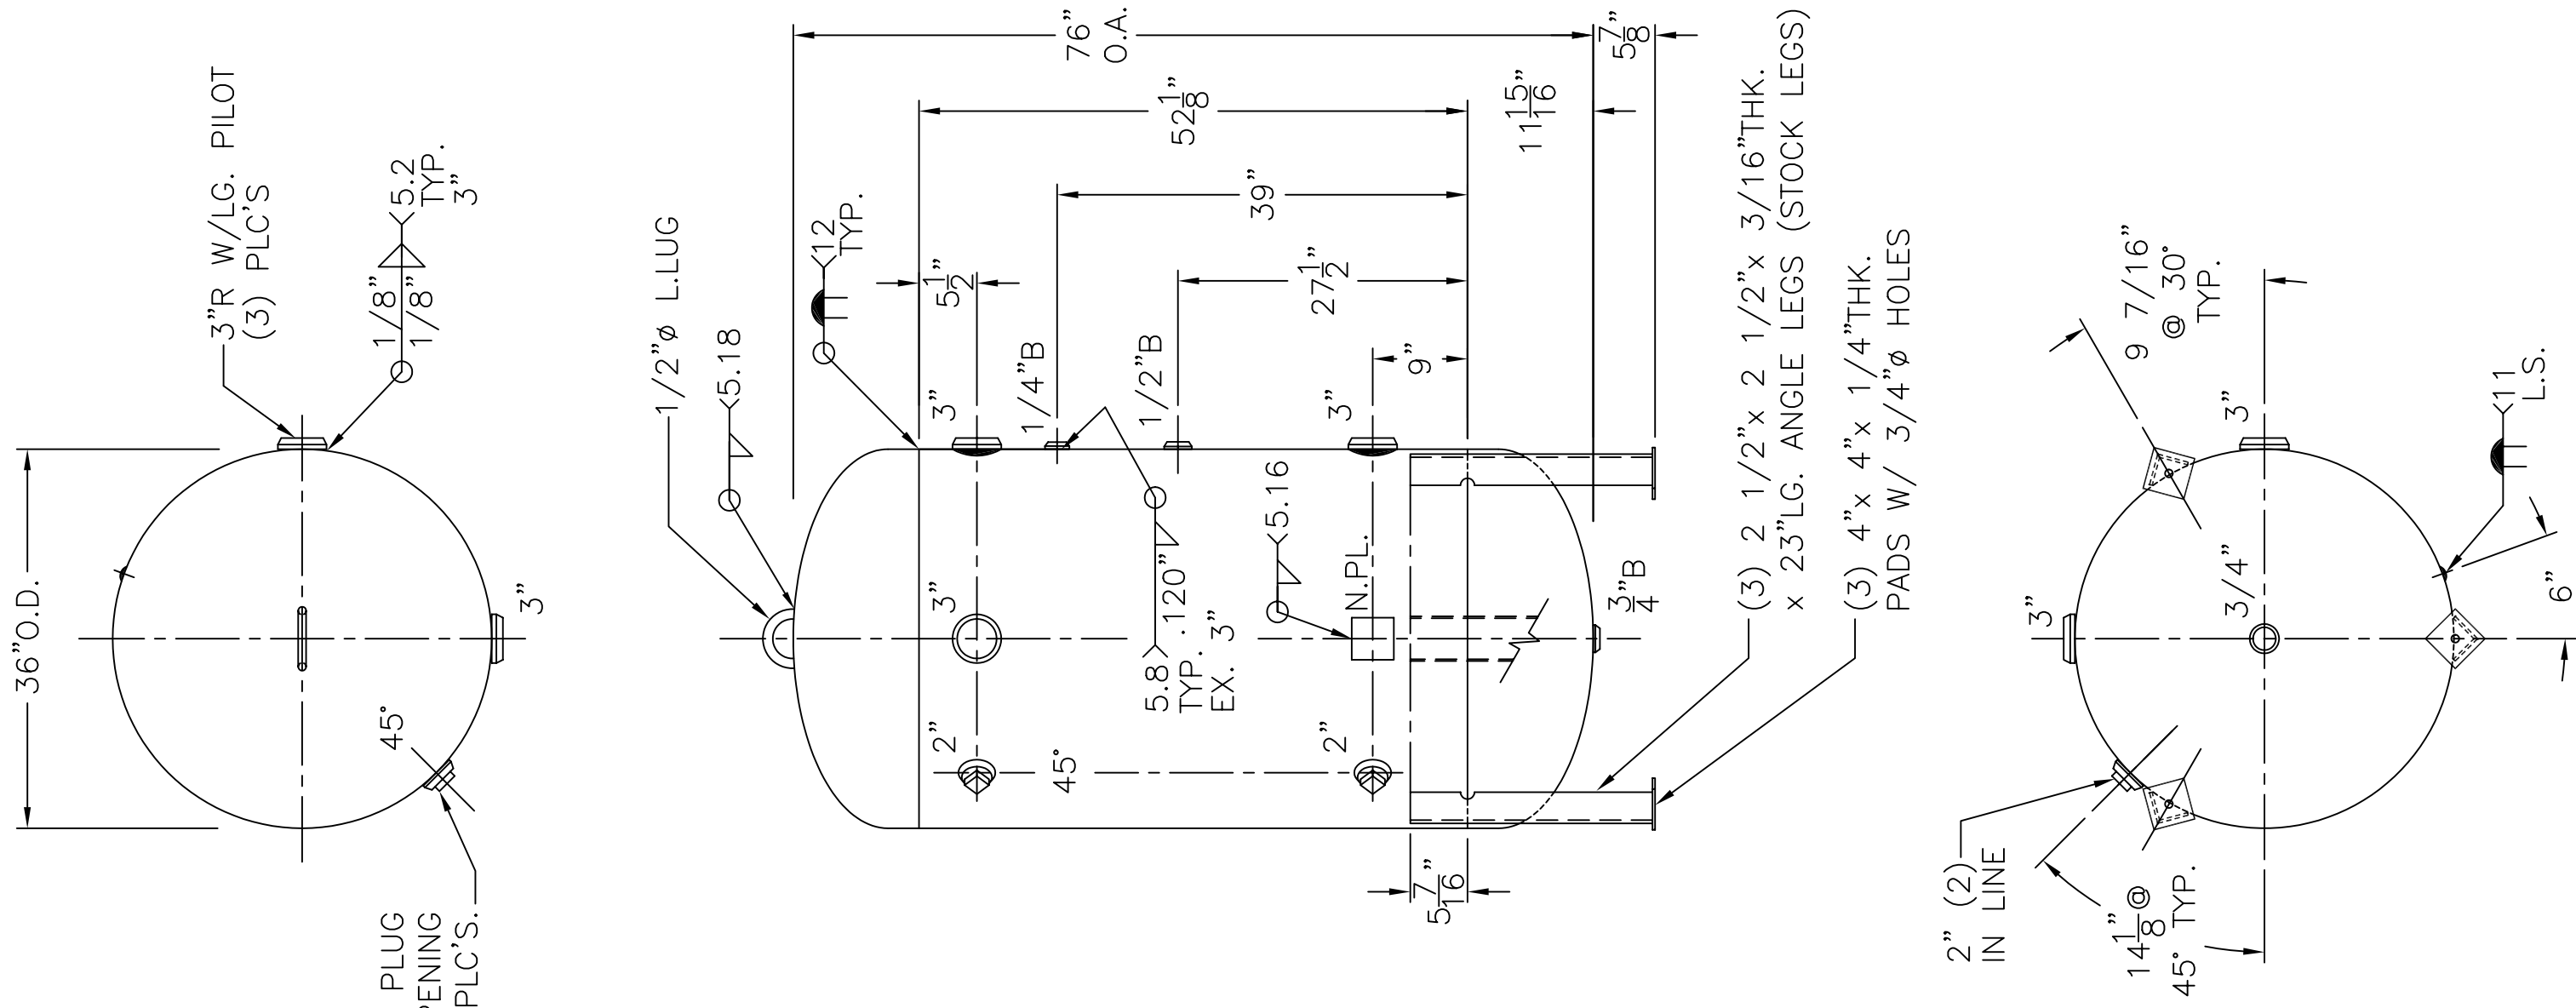 36”O.D.
3”R W/LG. PILOT
(3) PLC'S
1/8”
1/8”
5.2
TYP.
3”
45°
3”
PLUG
PLC'S.
1/2”ø L.LUG
5.18
12
TYP.
76”
O.A.
52 1/8”
39”
27 1/2”
5 1/2”
9”
11 15/16”
5 7/8”
3”
1/4”B
1/2”B
3”
3”
2”
45°
2”
5.8
.120”
TYP.
EX. 3”
5.16
N.PL.
3/4”B
5 7/16”
(3) 2 1/2”x 2 1/2”x 3/16”THK.
x 23”LG. ANGLE LEGS (STOCK LEGS)
(3) 4”x 4”x 1/4”THK.
PADS W/ 3/4”ø HOLES
9 7/16”
@ 30°
TYP.
3”
3”
3/4”
11
L.S.
6”
2” (2)
IN LINE
14 1/8” @
45° TYP.